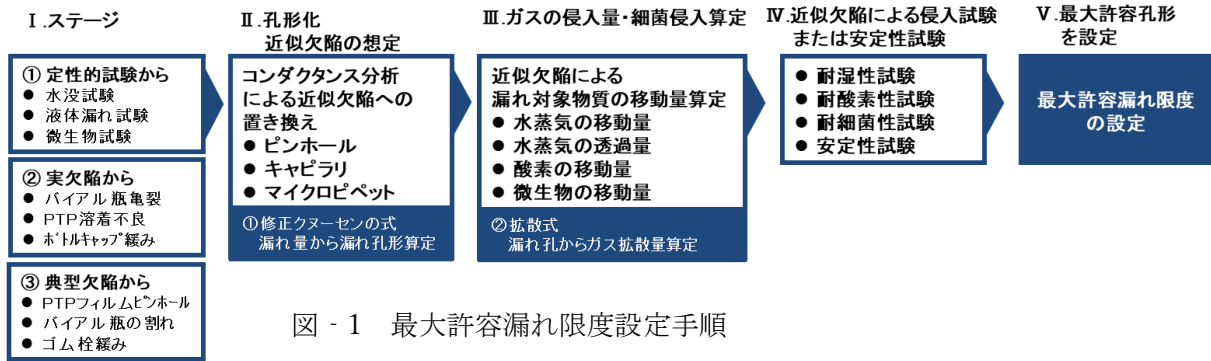 Ⅰ.ステージ
① 定性的試験から
● 水没試験
● 液体漏れ試験
● 微生物試験
② 実欠陥から
● バイアル瓶亀裂
● PTP溶着不良
● ボトルキャップ緩み
③ 典型欠陥から
● PTPフィルムピンホール
● バイアル瓶の割れ
● ゴム栓緩み
Ⅱ.孔形化
近似欠陥の想定
コンダクタンス分析
による近似欠陥への
置き換え
● ピンホール
● キャピラリ
● マイクロピペット
①修正クヌーセンの式
漏れ量から漏れ孔形算定
Ⅲ.ガスの侵入量・細菌侵入算定
近似欠陥による
漏れ対象物質の移動量算定
● 水蒸気の移動量
● 水蒸気の透過量
● 酸素の移動量
● 微生物の移動量
②拡散式
漏れ孔からガス拡散量算定
Ⅳ.近似欠陥による侵入試験
または安定性試験
● 耐湿性試験
● 耐酸素性試験
● 耐細菌性試験
● 安定性試験
Ⅴ.最大許容孔形
を設定
最大許容漏れ限度
の設定
図‐1 最大許容漏れ限度設定手順